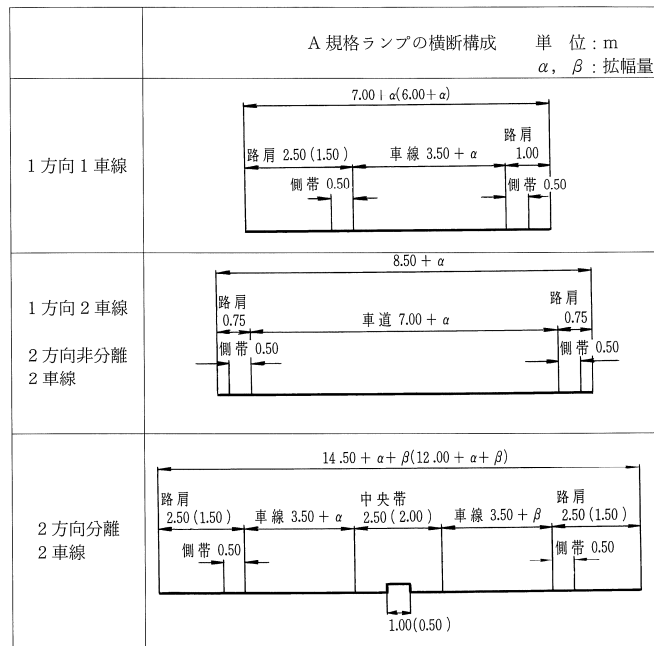 A 規格ランプの横断構成 単 位：m
α，β：拡幅量
1 方向 1 車線
7.00+α(6.00+α)
路肩 2.50 (1.50)
車線 3.50 + α
路肩
1.00
側帯 0.50
側帯 0.50
1 方向 2 車線
2 方向非分離
2 車線
8.50 + α
路肩
0.75
車道 7.00 + α
路肩
0.75
側帯 0.50
側帯 0.50
2 方向分離
2 車線
14.50 + α+β(12.00 + α+β)
路肩
2.50 (1.50)
車線 3.50 + α
中央帯
2.50 (2.00)
車線 3.50 + β
路肩
2.50 (1.50)
側帯 0.50
側帯 0.50
1.00(0.50)